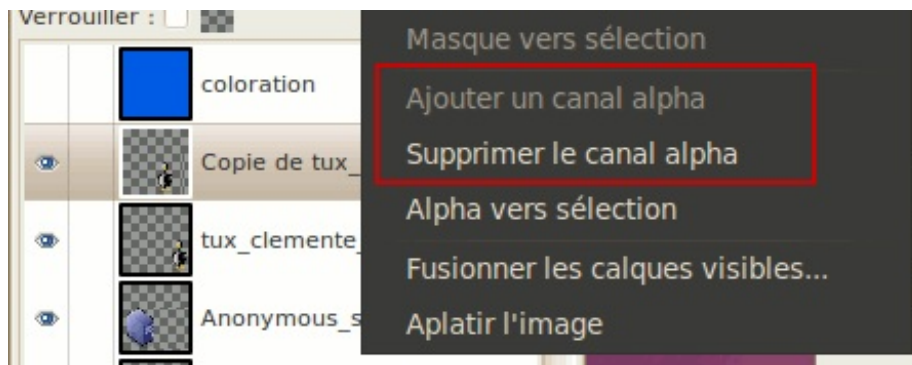 Verrouiller :
coloration
Copie de tux_
tux_clemente_
Anonymous_s
Masque vers sélection
Ajouter un canal alpha
Supprimer le canal alpha
Alpha vers sélection
Fusionner les calques visibles...
Aplatir l'image